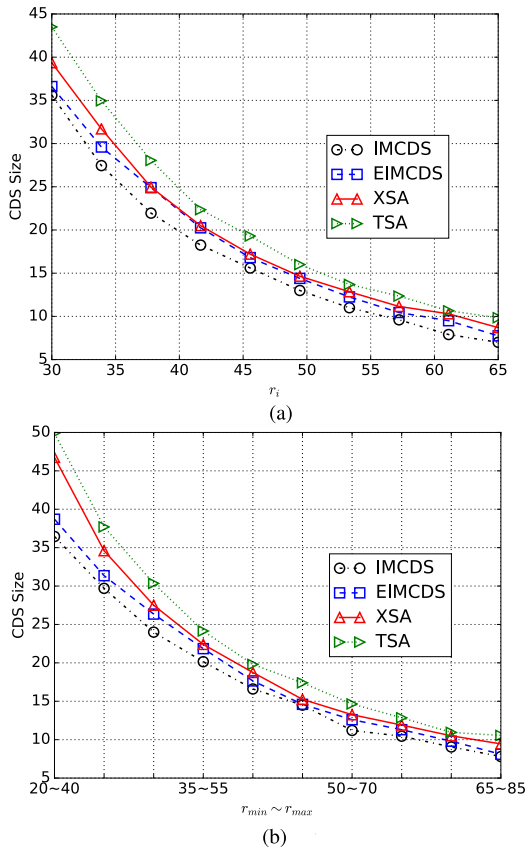 45
40
35
30
25
20
15
10
5
CDS Size
IMCDS
EIMCDS
XSA
TSA
30 35 40 45 50 55 60 65
r_i
(a)
50
45
40
35
30
25
20
15
10
5
CDS Size
IMCDS
EIMCDS
XSA
TSA
20~40 35~55 50~70 65~85
r_min ~ r_max
(b)